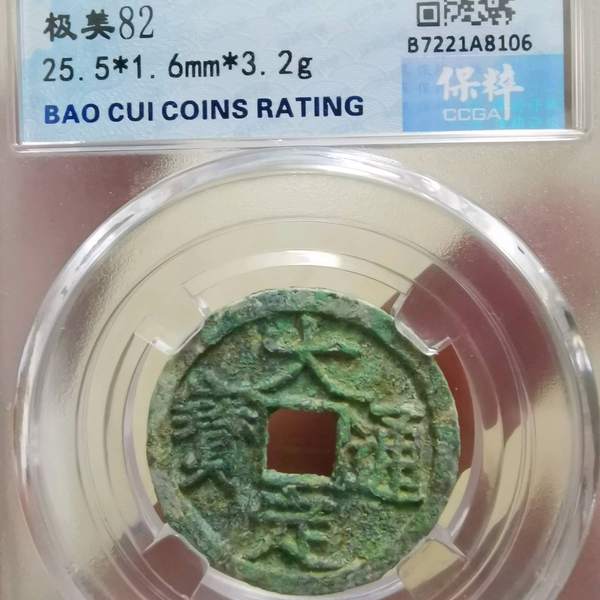 极美82
25.5*1.6mm*3.2g
BAO CUI COINS RATING
B7221A8106
保粹
CCGA
大定通寳